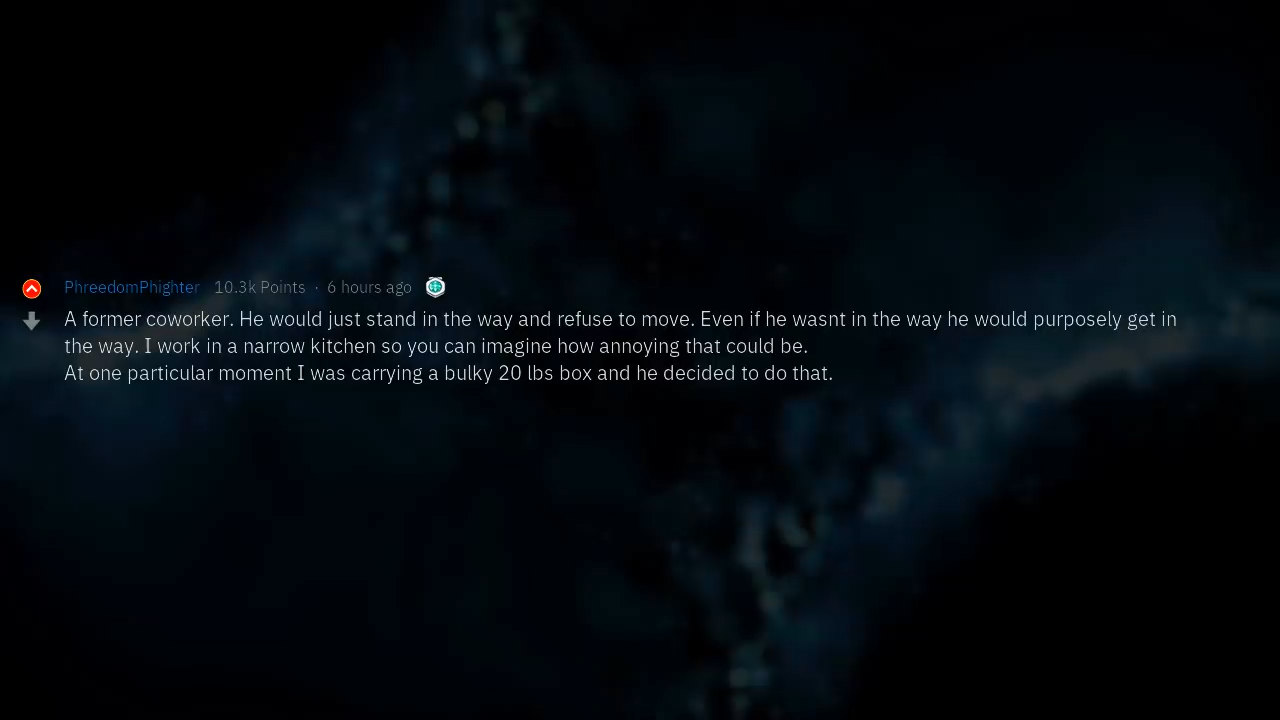 PhreedomPhighter 10.3k Points · 6 hours ago
A former coworker. He would just stand in the way and refuse to move. Even if he wasnt in the way he would purposely get in
the way. I work in a narrow kitchen so you can imagine how annoying that could be.
At one particular moment I was carrying a bulky 20 lbs box and he decided to do that.